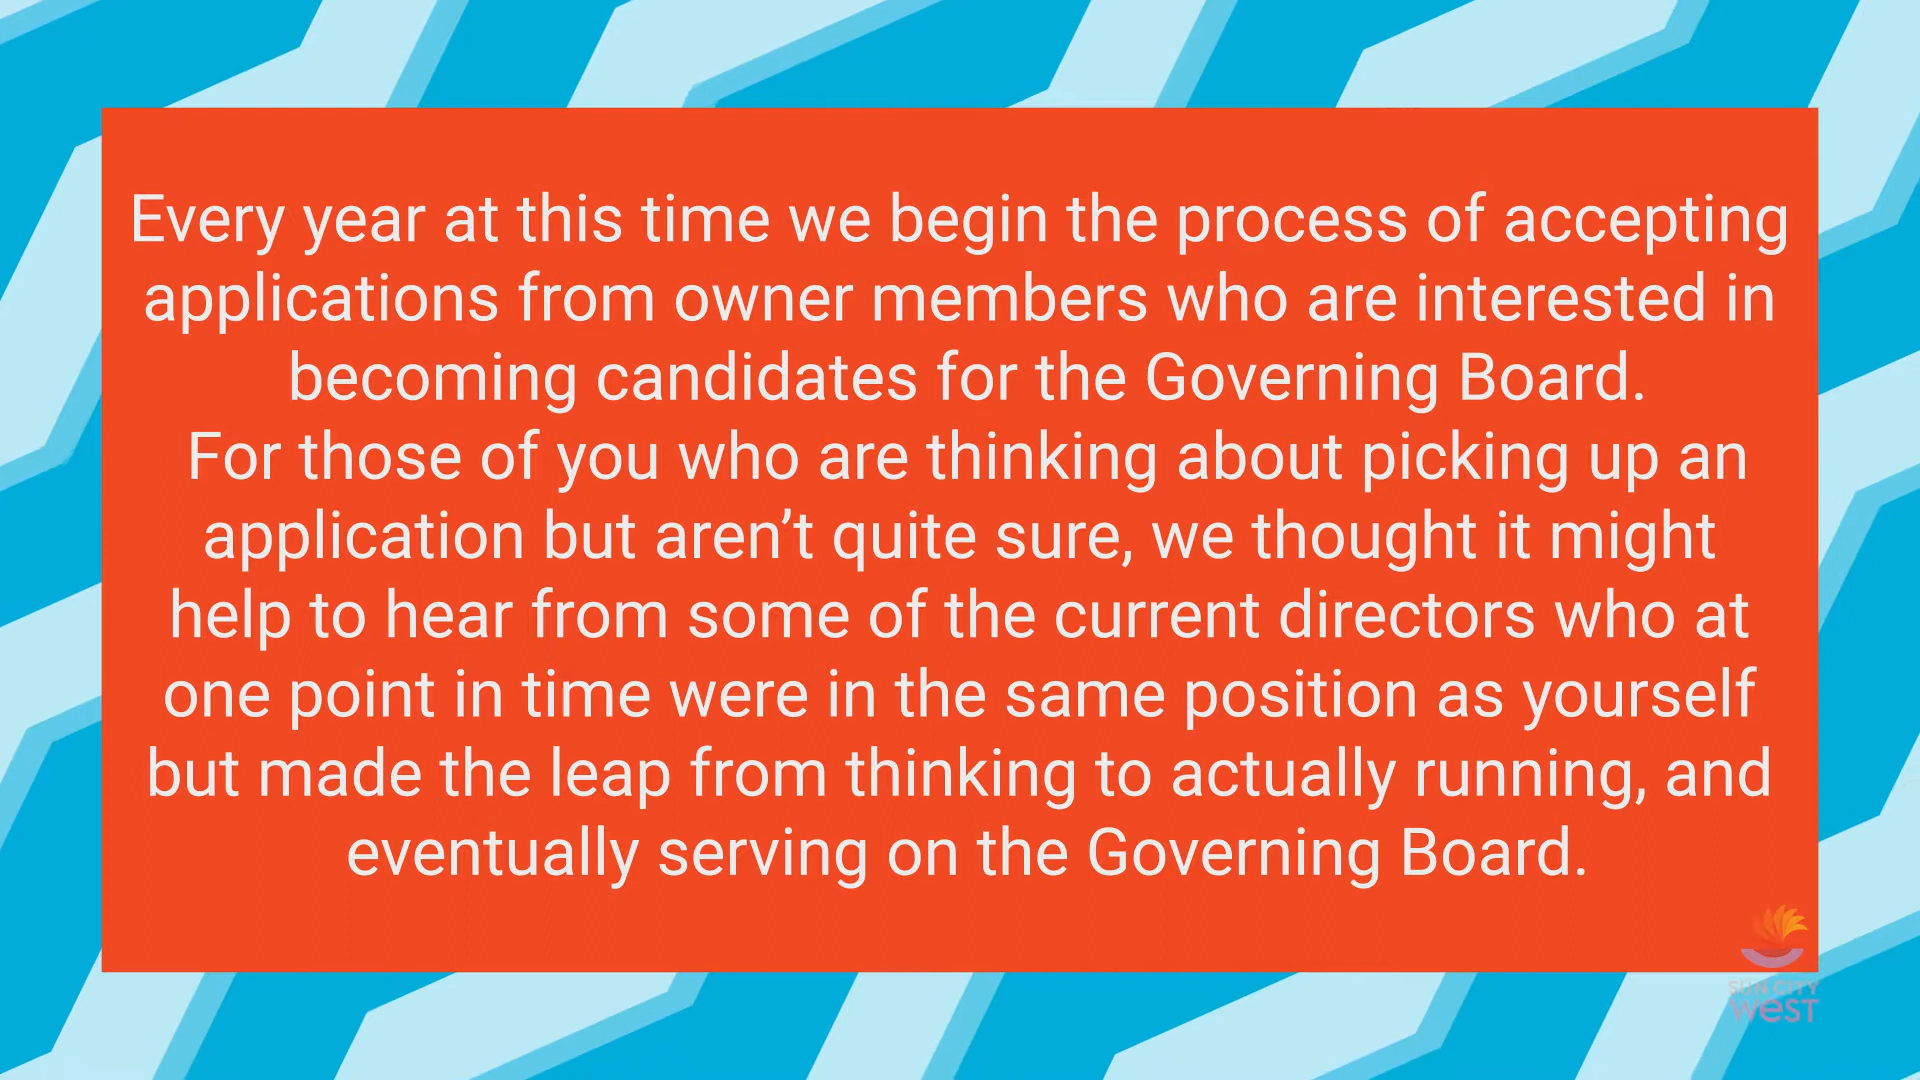 Every year at this time we begin the process of accepting
applications from owner members who are interested in
becoming candidates for the Governing Board.
For those of you who are thinking about picking up an
application but aren’t quite sure, we thought it might
help to hear from some of the current directors who at
one point in time were in the same position as yourself
but made the leap from thinking to actually running, and
eventually serving on the Governing Board.
SUN CITY
WeST